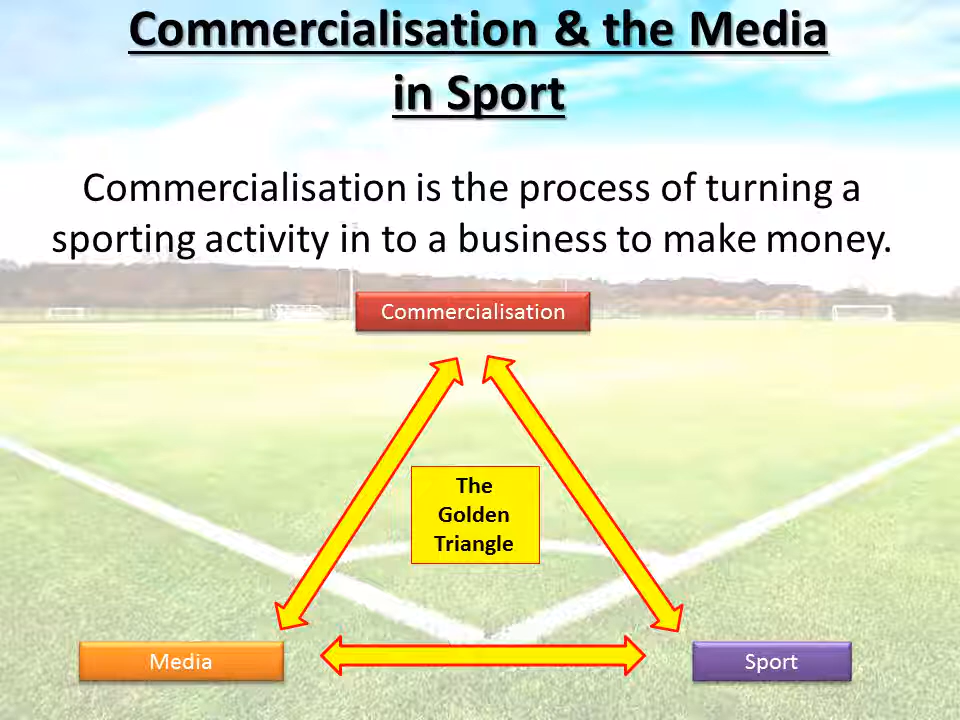 Commercialisation & the Media
in Sport
Commercialisation is the process of turning a
sporting activity in to a business to make money.
Commercialisation
The
Golden
Triangle
Media
Sport